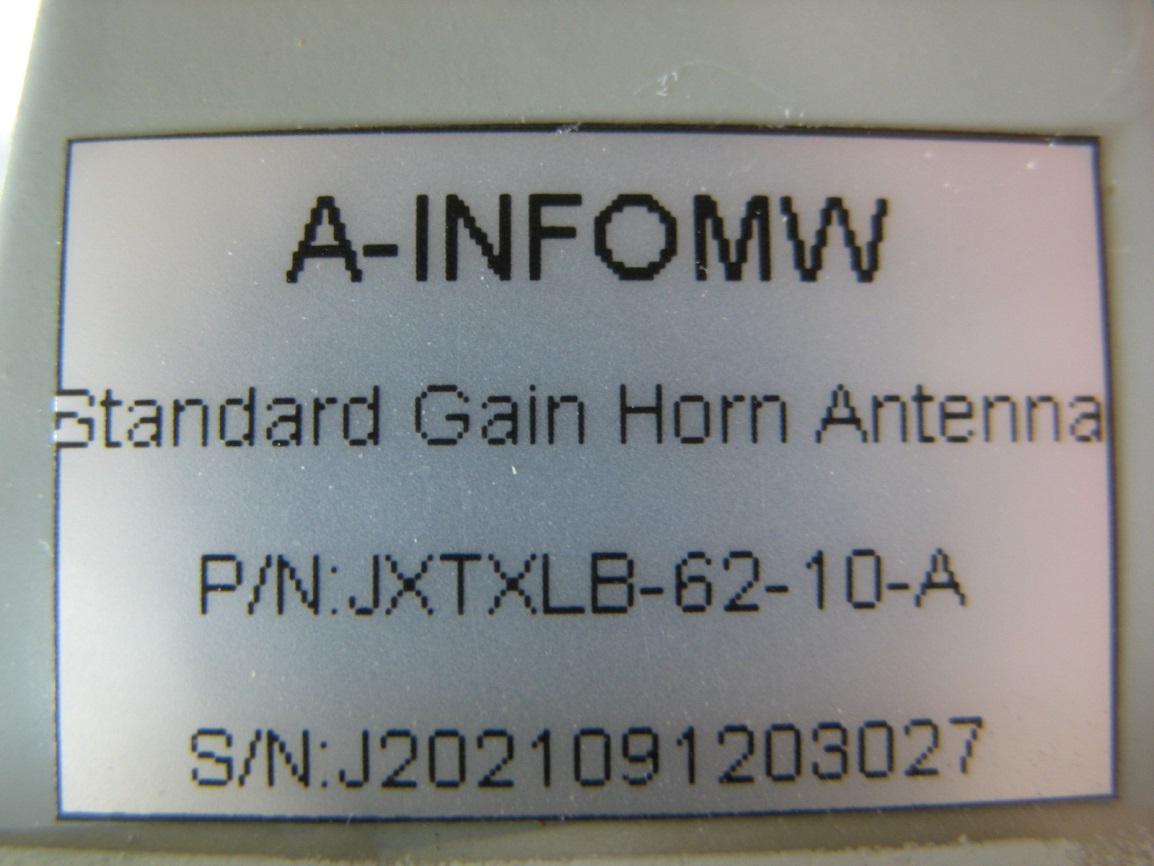 A-INFOMW
Standard Gain Horn Antenna
P/N:JXTXLB-62-10-A
S/N:J2021091203027